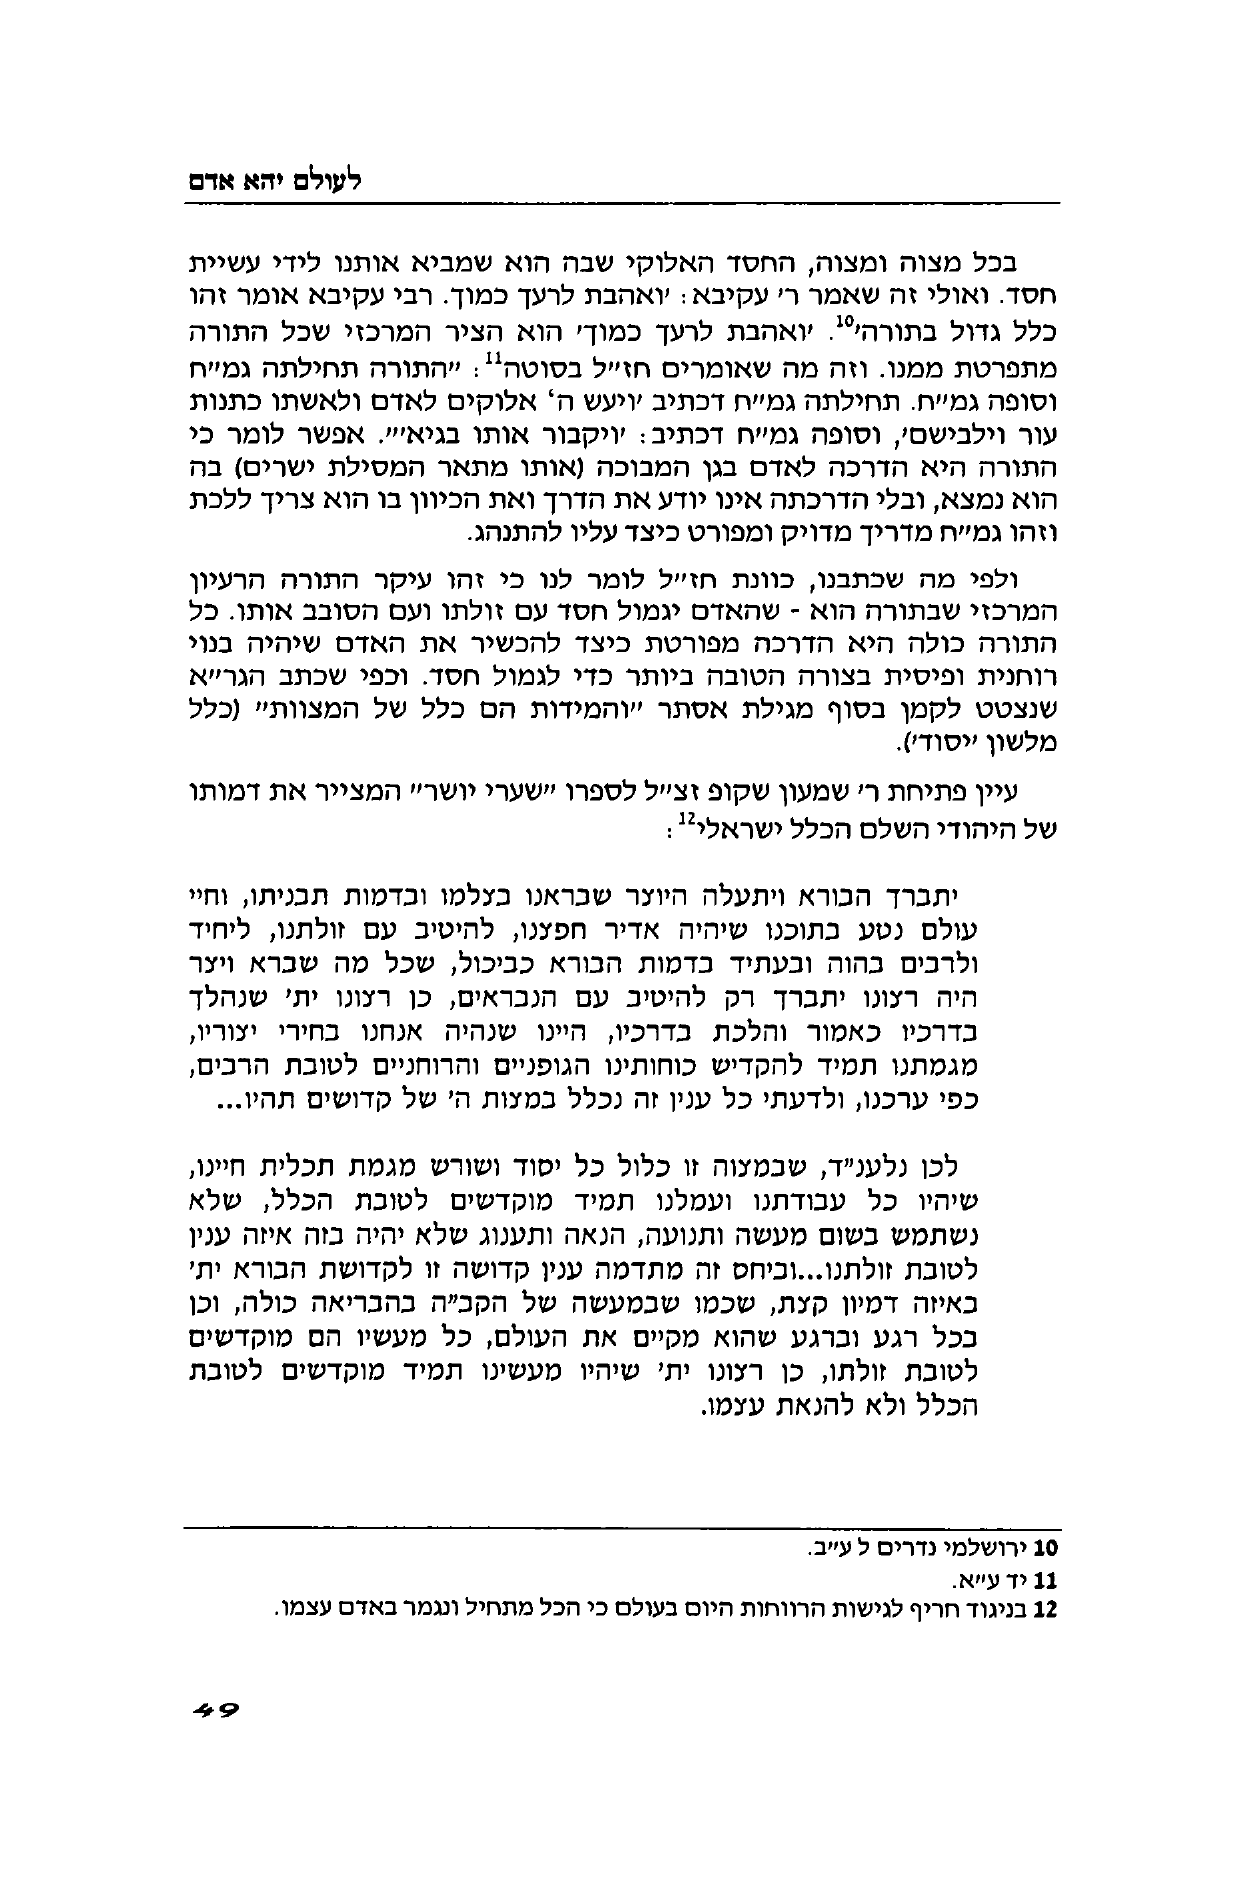 לעולם יהא אדם
בכל מצוה ומצוה, החסד האלוקי שבה הוא שמביא אותנו לידי עשיית
חסד. ואולי זה שאמר ר' עקיבא: 'ואהבת לרעך כמוך. רבי עקיבא אומר זהו
כלל גדול בתורה'10. 'ואהבת לרעך כמוך' הוא הציר המרכזי שכל התורה
מתפרטת ממנו. וזה מה שאומרים חז"ל בסוטה11: "התורה תחילתה גמ"ח
וסופה גמ"ח. תחילתה גמ"ח דכתיב 'ויעש ה' אלוקים לאדם ולאשתו כתנות
עור וילבישם', וסופה גמ"ח דכתיב: 'ויקבור אותו בגיא'". אפשר לומר כי
התורה היא הדרכה לאדם בגן המבוכה (אותו מתאר המסילת ישרים) בה
הוא נמצא, ובלי הדרכתה אינו יודע את הדרך ואת הכיוון בו הוא צריך ללכת
וזהו גמ"ח מדריך מדויק ומפורט כיצד עליו להתנהג.
ולפי מה שכתבנו, כוונת חז"ל לומר לנו כי זהו עיקר התורה הרעיון
המרכזי שבתורה הוא - שהאדם יגמול חסד עם זולתו ועם הסובב אותו. כל
התורה כולה היא הדרכה מפורטת כיצד להכשיר את האדם שיהיה בנוי
רוחנית ופיסית בצורה הטובה ביותר כדי לגמול חסד. וכפי שכתב הגר"א
שנצטט לקמן בסוף מגילת אסתר "והמידות הם כלל של המצוות" (כלל
מלשון 'יסוד').
עיין פתיחת ר' שמעון שקופ זצ"ל לספרו "שערי יושר" המצייר את דמותו
של היהודי השלם הכלל ישראלי12:
יתברך הבורא ויתעלה היוצר שבראנו בצלמו ובדמות תבניתו, וחיי
עולם נטע בתוכנו שיהיה אדיר חפצנו, להיטיב עם זולתנו, ליחיד
ולרבים בהוה ובעתיד בדמות הבורא כביכול, שכל מה שברא ויצר
היה רצונו יתברך רק להיטיב עם הנבראים, כן רצונו ית' שנהלך
בדרכיו כאמור והלכת בדרכיו, היינו שנהיה אנחנו בחירי יצוריו,
מגמתנו תמיד להקדיש כוחותינו הגופניים והרוחניים לטובת הרבים,
כפי ערכנו, ולדעתי כל ענין זה נכלל במצות ה' של קדושים תהיו...
לכן נלענ"ד, שבמצוה זו כלול כל יסוד ושורש מגמת תכלית חיינו,
שיהיו כל עבודתנו ועמלנו תמיד מוקדשים לטובת הכלל, שלא
נשתמש בשום מעשה ותנועה, הנאה ותענוג שלא יהיה בזה איזה ענין
לטובת זולתנו...וביחס זה מתדמה ענין קדושה זו לקדושת הבורא ית'
באיזה דמיון קצת, שכמו שבמעשה של הקב"ה בהבריאה כולה, וכן
בכל רגע וברגע שהוא מקיים את העולם, כל מעשיו הם מוקדשים
לטובת זולתו, כן רצונו ית' שיהיו מעשינו תמיד מוקדשים לטובת
הכלל ולא להנאת עצמו.
10 ירושלמי נדרים ל ע"ב.
11 יד ע"א.
12 בניגוד חריף לגישות הרווחות היום בעולם כי הכל מתחיל ונגמר באדם עצמו.
49